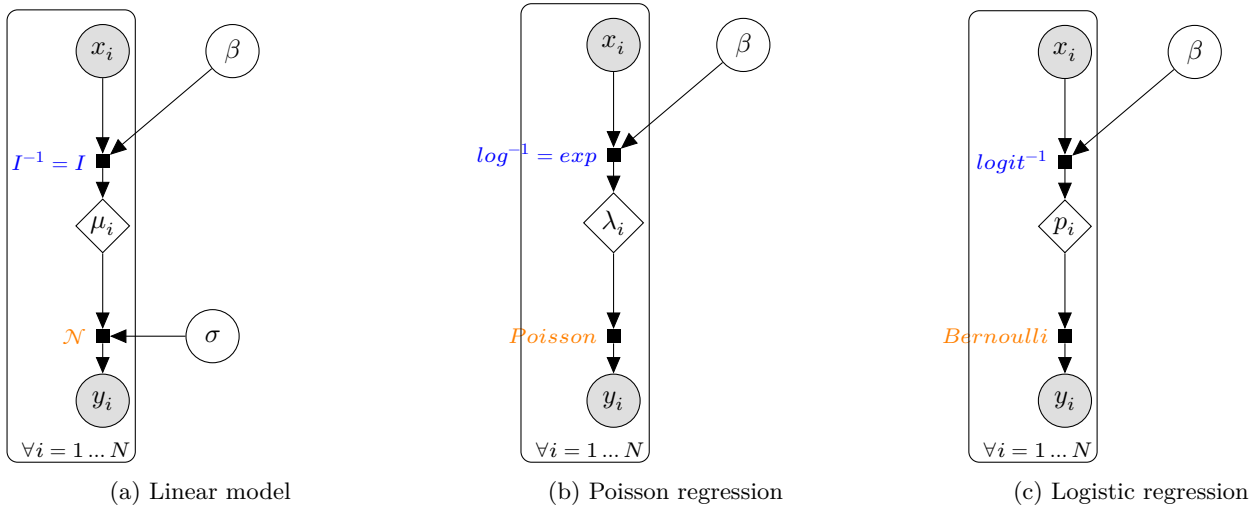 x_i
β
I^{-1} = I
μ_i
𝒩
σ
y_i
∀i = 1 ... N
(a) Linear model
x_i
β
log^{-1} = exp
λ_i
Poisson
y_i
∀i = 1 ... N
(b) Poisson regression
x_i
β
logit^{-1}
p_i
Bernoulli
y_i
∀i = 1 ... N
(c) Logistic regression